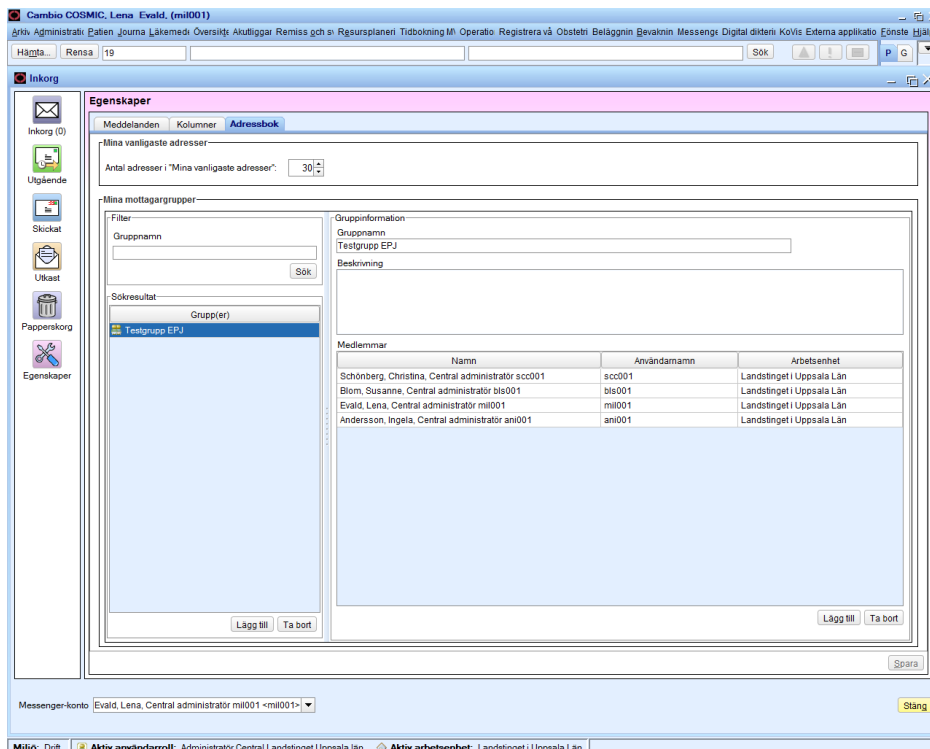 Cambio COSMIC, Lena Evald, (mil001)
Arkiv Administratic Patien Journa Läkemede Översikte Akutliggar Remiss och sv Resursplaneri Tidbokning MV Operatio Registrera vå Obstetri Beläggnin Bevaknin Messenge Digital dikterii KoVis Externa applikatio Fönste Hjäl
Hämta... Rensa 19 Sök P G
Inkorg
Egenskaper
Meddelanden Kolumner Adressbok
Inkorg (0)
Utgående
Skickat
Utkast
Papperskorg
Egenskaper
Mina vanligaste adresser
Antal adresser i "Mina vanligaste adresser": 30
Mina mottagargrupper
Filter
Gruppnamn
Sök
Sökresultat
Grupp(er)
Testgrupp EPJ
Lägg till Ta bort
Gruppinformation
Gruppnamn
Testgrupp EPJ
Beskrivning
Medlemmar
Namn Användarnamn Arbetsenhet
Schönberg, Christina, Central administratör scc001 scc001 Landstinget i Uppsala Län
Blom, Susanne, Central administratör bls001 bls001 Landstinget i Uppsala Län
Evald, Lena, Central administratör mil001 mil001 Landstinget i Uppsala Län
Andersson, Ingela, Central administratör ani001 ani001 Landstinget i Uppsala Län
Lägg till Ta bort
Spara
Messenger-konto Evald, Lena, Central administratör mil001 <mil001>
Stäng
Miljö: Drift Aktiv användarroll: Administratör Central Landstinget Uppsala län Aktiv arbetsenhet: Landstinget i Uppsala Län